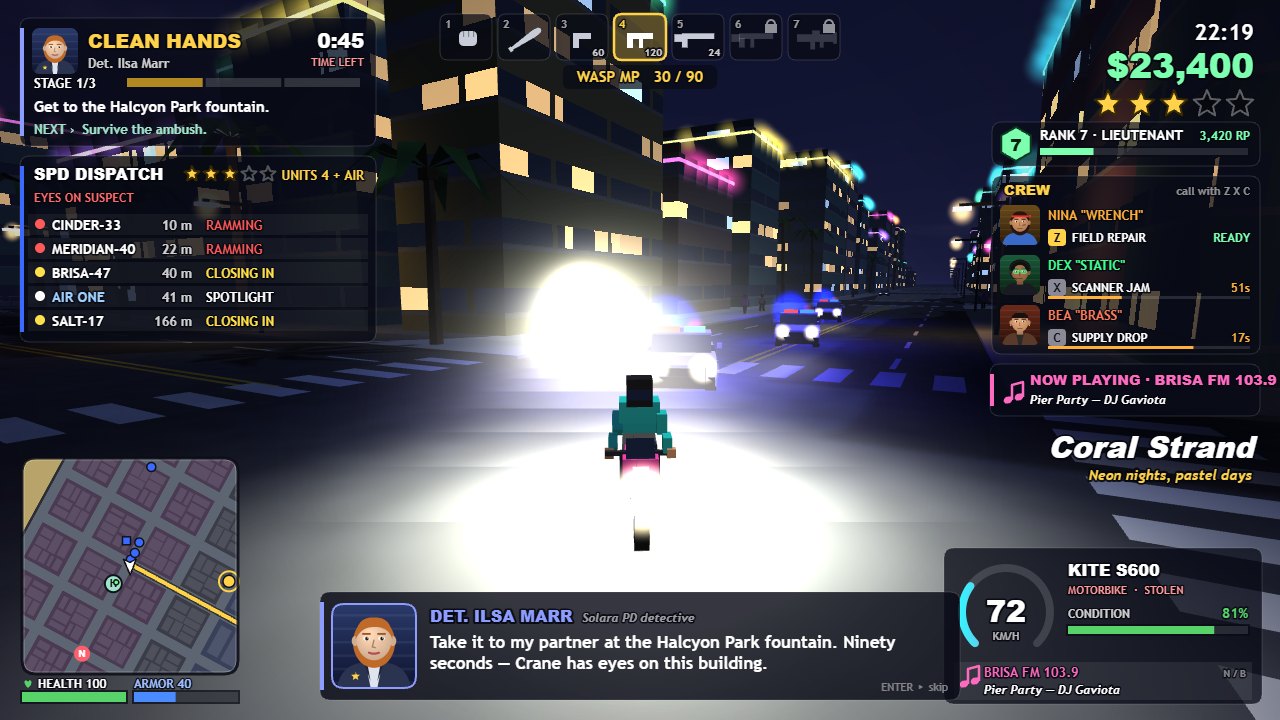 CLEAN HANDS
Det. Ilsa Marr
0:45
TIME LEFT
STAGE 1/3
Get to the Halcyon Park fountain.
NEXT › Survive the ambush.
SPD DISPATCH
UNITS 4 + AIR
EYES ON SUSPECT
CINDER-33 10 m RAMMING
MERIDIAN-40 22 m RAMMING
BRISA-47 40 m CLOSING IN
AIR ONE 41 m SPOTLIGHT
SALT-17 166 m CLOSING IN
1 2 3 4 5 6 7
60 120 24
WASP MP 30 / 90
22:19
$23,400
7 RANK 7 · LIEUTENANT 3,420 RP
CREW call with Z X C
NINA "WRENCH"
Z FIELD REPAIR READY
DEX "STATIC"
X SCANNER JAM 51s
BEA "BRASS"
C SUPPLY DROP 17s
NOW PLAYING · BRISA FM 103.9
Pier Party — DJ Gaviota
Coral Strand
Neon nights, pastel days
N
HEALTH 100 ARMOR 40
DET. ILSA MARR Solara PD detective
Take it to my partner at the Halcyon Park fountain. Ninety
seconds — Crane has eyes on this building.
ENTER ▸ skip
72
KM/H
KITE S600
MOTORBIKE · STOLEN
CONDITION 81%
BRISA FM 103.9 N / B
Pier Party — DJ Gaviota